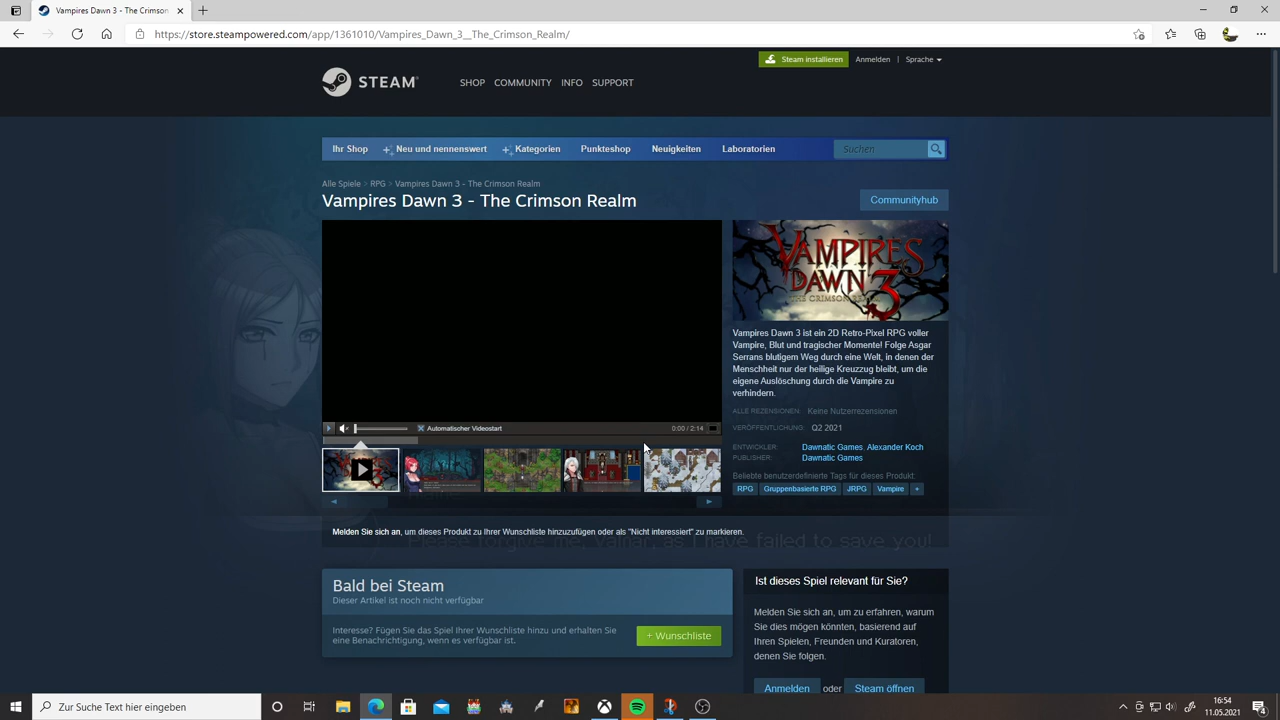 Vampires Dawn 3 - The Crimson
https://store.steampowered.com/app/1361010/Vampires_Dawn_3__The_Crimson_Realm/
Steam installieren
Anmelden | Sprache
STEAM
SHOP COMMUNITY INFO SUPPORT
Ihr Shop Neu und nennenswert Kategorien Punkteshop Neuigkeiten Laboratorien Suchen
Alle Spiele > RPG > Vampires Dawn 3 - The Crimson Realm
Vampires Dawn 3 - The Crimson Realm
Communityhub
VAMPIRES
DAWN 3
THE CRIMSON REALM
Vampires Dawn 3 ist ein 2D Retro-Pixel RPG voller
Vampire, Blut und tragischer Momente! Folge Asgar
Serrans blutigem Weg durch eine Welt, in denen der
Menschheit nur der heilige Kreuzzug bleibt, um die
eigene Auslöschung durch die Vampire zu
verhindern.
ALLE REZENSIONEN: Keine Nutzerrezensionen
VERÖFFENTLICHUNG: Q2 2021
ENTWICKLER: Dawnatic Games, Alexander Koch
PUBLISHER: Dawnatic Games
Beliebte benutzerdefinierte Tags für dieses Produkt:
RPG Gruppenbasierte RPG JRPG Vampire +
Automatischer Videostart 0:00 / 2:14
Melden Sie sich an, um dieses Produkt zu Ihrer Wunschliste hinzuzufügen oder als "Nicht interessiert" zu markieren.
Please forgive me, Valnar, as I have failed to save you!
Bald bei Steam
Dieser Artikel ist noch nicht verfügbar
Interesse? Fügen Sie das Spiel Ihrer Wunschliste hinzu und erhalten Sie
eine Benachrichtigung, wenn es verfügbar ist.
+ Wunschliste
Ist dieses Spiel relevant für Sie?
Melden Sie sich an, um zu erfahren, warum
Sie dies mögen könnten, basierend auf
Ihren Spielen, Freunden und Kuratoren,
denen Sie folgen.
Anmelden oder Steam öffnen
Zur Suche Text hier eingeben
16:54
11.05.2021